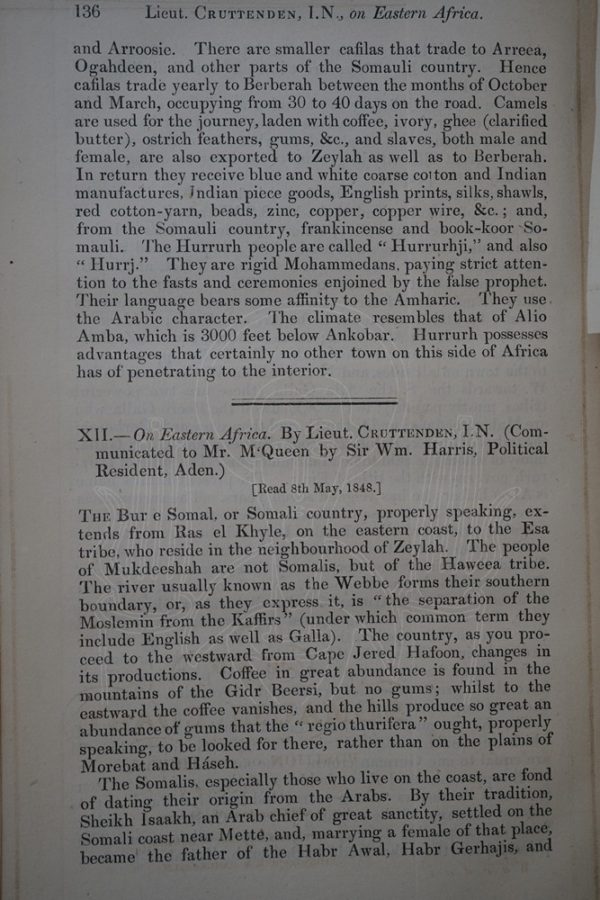 136 Lieut. CRUTTENDEN, I.N., on Eastern Africa.
and Arroosie. There are smaller cafilas that trade to Arreea,
Ogahdeen, and other parts of the Somauli country. Hence
cafilas trade yearly to Berberah between the months of October
and March, occupying from 30 to 40 days on the road. Camels
are used for the journey, laden with coffee, ivory, ghee (clarified
butter), ostrich feathers, gums, &c., and slaves, both male and
female, are also exported to Zeylah as well as to Berberah.
In return they receive blue and white coarse cotton and Indian
manufactures, Indian piece goods, English prints, silks, shawls,
red cotton-yarn, beads, zinc, copper, copper wire, &c.; and,
from the Somauli country, frankincense and book-koor So-
mauli. The Hurrurh people are called “ Hurrurhji,” and also
“ Hurrj.” They are rigid Mohammedans, paying strict atten-
tion to the fasts and ceremonies enjoined by the false prophet.
Their language bears some affinity to the Amharic. They use
the Arabic character. The climate resembles that of Alio
Amba, which is 3000 feet below Ankobar. Hurrurh possesses
advantages that certainly no other town on this side of Africa
has of penetrating to the interior.
XII.—On Eastern Africa. By Lieut. CRUTTENDEN, I.N. (Com-
municated to Mr. M‘Queen by Sir Wm. Harris, Political
Resident, Aden.)
[Read 8th May, 1848.]
THE Bur e Somal, or Somali country, properly speaking, ex-
tends from Ras el Khyle, on the eastern coast, to the Esa
tribe, who reside in the neighbourhood of Zeylah. The people
of Mukdeeshah are not Somalis, but of the Haweea tribe.
The river usually known as the Webbe forms their southern
boundary, or, as they express it, is “ the separation of the
Moslemin from the Kaffirs ” (under which common term they
include English as well as Galla). The country, as you pro-
ceed to the westward from Cape Jered Hafoon, changes in
its productions. Coffee in great abundance is found in the
mountains of the Gidr Beersi, but no gums; whilst to the
eastward the coffee vanishes, and the hills produce so great an
abundance of gums that the “ regio thurifera ” ought, properly
speaking, to be looked for there, rather than on the plains of
Morebat and Háseh.
The Somalis, especially those who live on the coast, are fond
of dating their origin from the Arabs. By their tradition,
Sheikh Isaakh, an Arab chief of great sanctity, settled on the
Somali coast near Metté, and, marrying a female of that place,
became the father of the Habr Awal, Habr Gerhajis, and